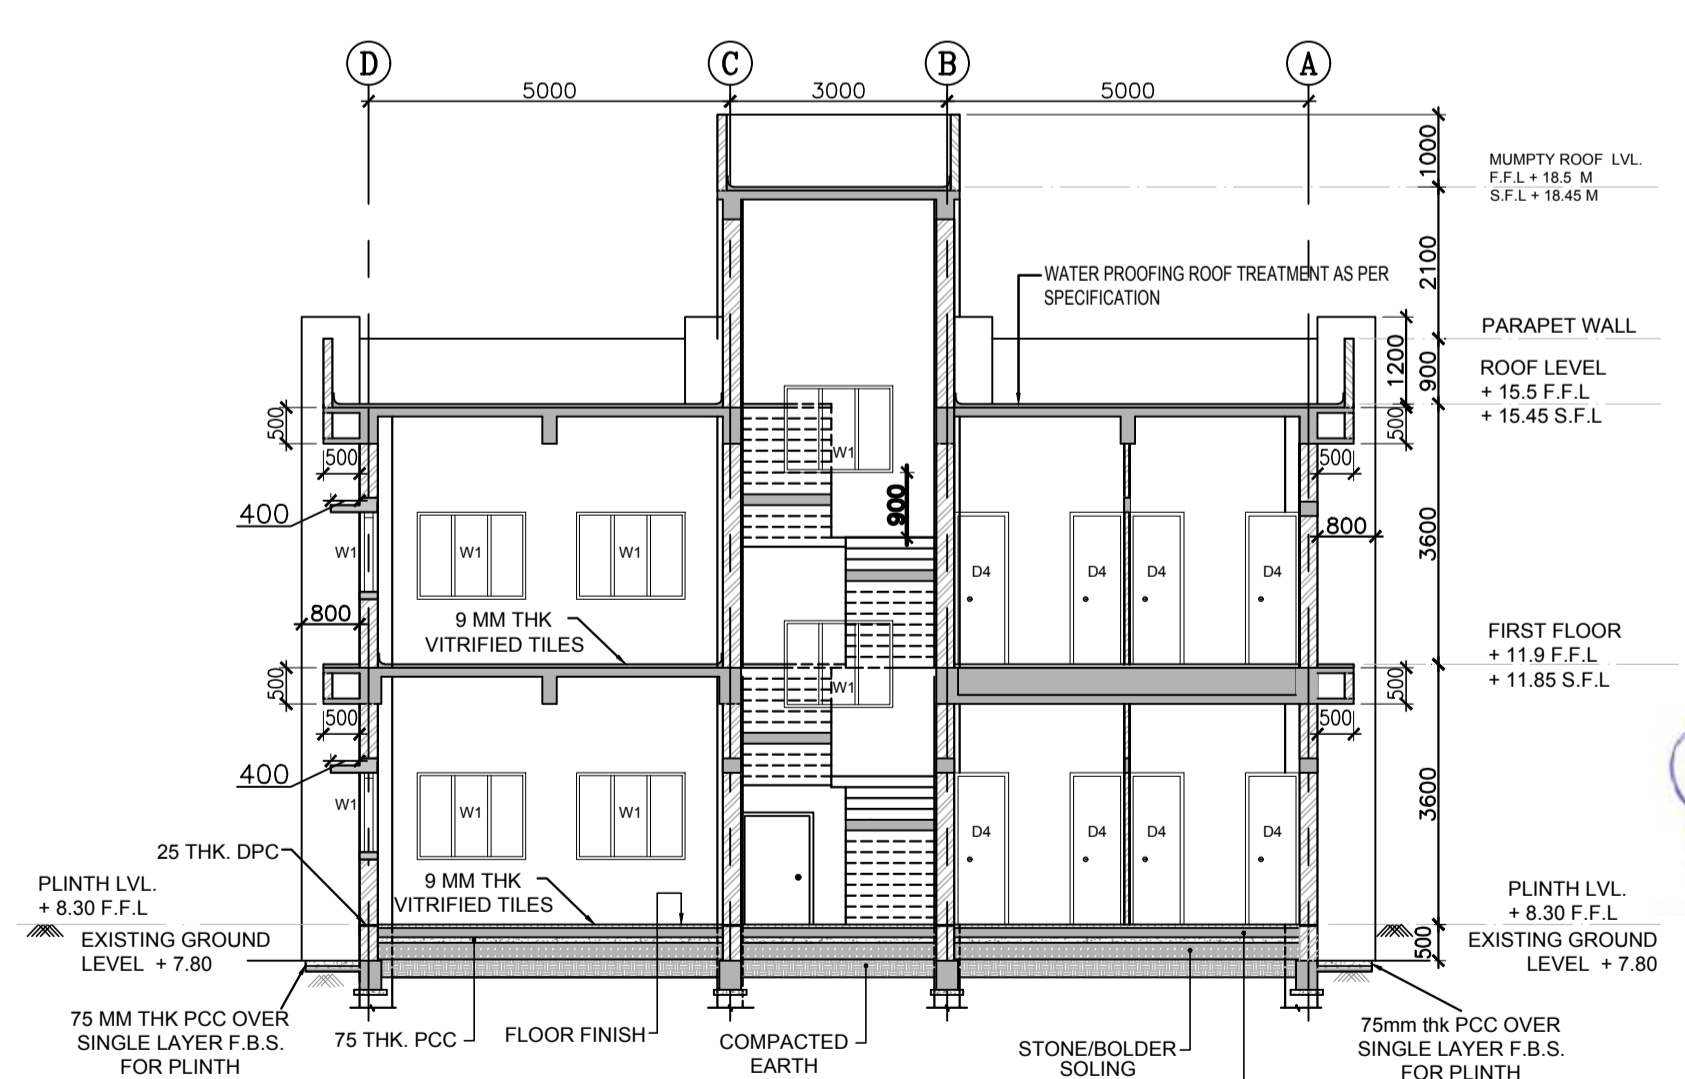 D
C
B
A
5000
3000
5000
1000
MUMPTY ROOF LVL.
F.F.L + 18.5 M
S.F.L + 18.45 M
2100
WATER PROOFING ROOF TREATMENT AS PER
SPECIFICATION
PARAPET WALL
1200
900
ROOF LEVEL
+ 15.5 F.F.L
+ 15.45 S.F.L
500
500
W1
500
500
900
400
800
3600
W1
W1
W1
D4
D4
D4
D4
800
9 MM THK
VITRIFIED TILES
FIRST FLOOR
+ 11.9 F.F.L
+ 11.85 S.F.L
500
500
W1
500
500
400
3600
W1
W1
W1
D4
D4
D4
D4
25 THK. DPC
9 MM THK
VITRIFIED TILES
PLINTH LVL.
+ 8.30 F.F.L
PLINTH LVL.
+ 8.30 F.F.L
EXISTING GROUND
LEVEL + 7.80
500
EXISTING GROUND
LEVEL + 7.80
75 MM THK PCC OVER
SINGLE LAYER F.B.S.
FOR PLINTH
75 THK. PCC
FLOOR FINISH
COMPACTED
EARTH
STONE/BOLDER
SOLING
75mm thk PCC OVER
SINGLE LAYER F.B.S.
FOR PLINTH